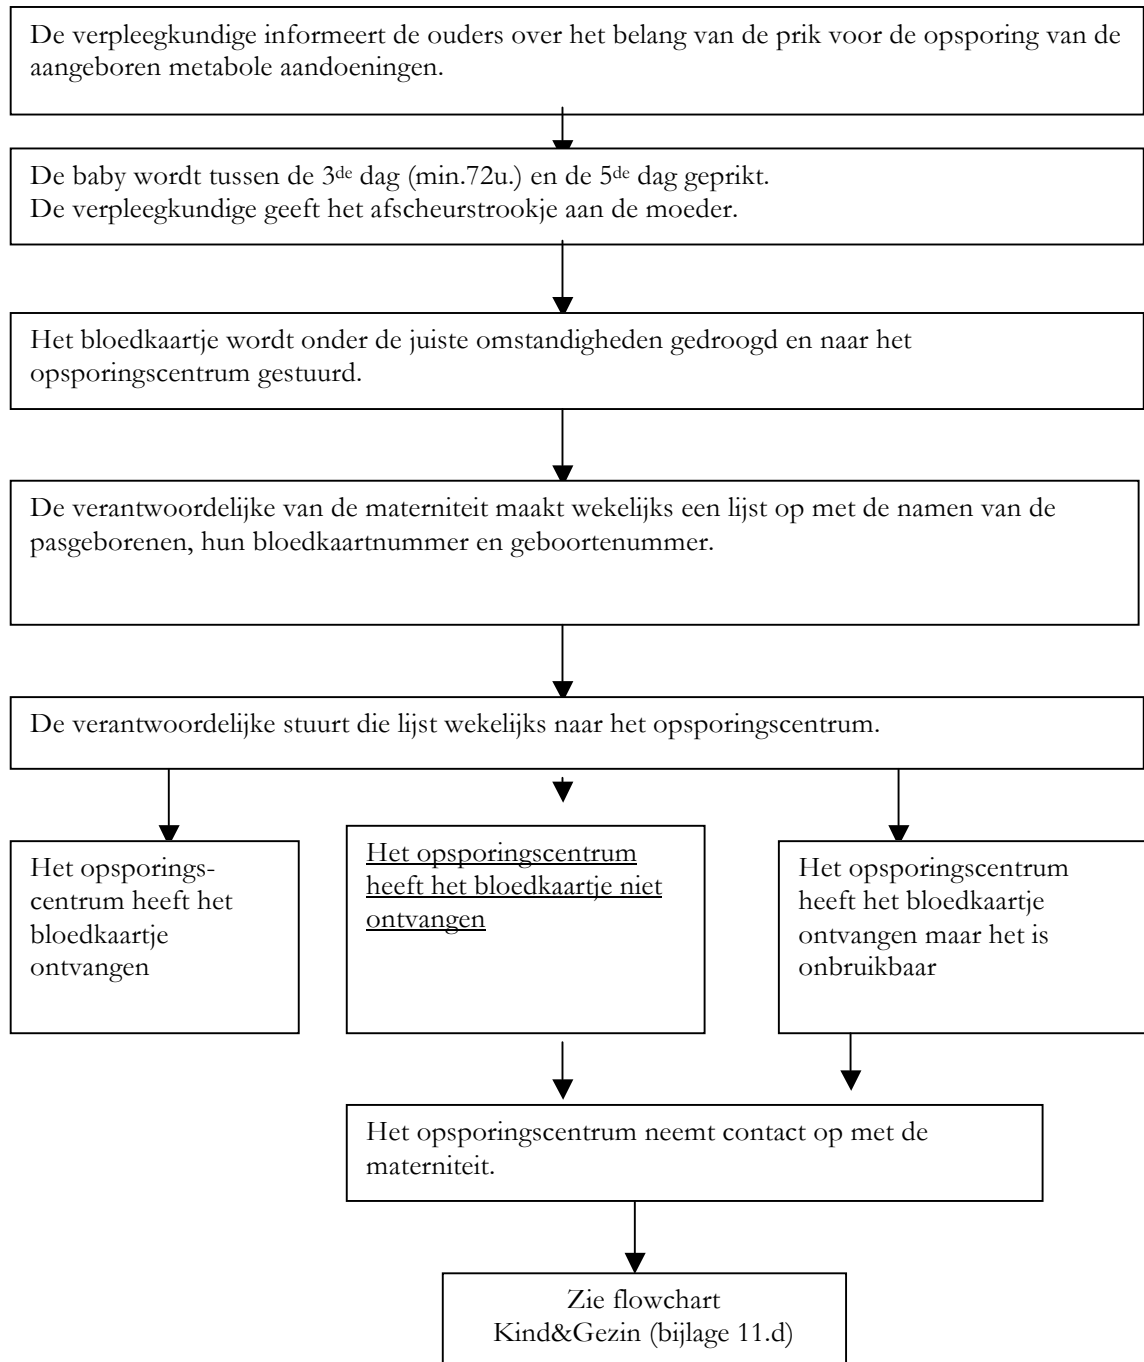 De verpleegkundige informeert de ouders over het belang van de prik voor de opsporing van de
aangeboren metabole aandoeningen.
De baby wordt tussen de 3de dag (min.72u.) en de 5de dag geprikt.
De verpleegkundige geeft het afscheurstrookje aan de moeder.
Het bloedkaartje wordt onder de juiste omstandigheden gedroogd en naar het
opsporingscentrum gestuurd.
De verantwoordelijke van de materniteit maakt wekelijks een lijst op met de namen van de
pasgeborenen, hun bloedkaartnummer en geboortenummer.
De verantwoordelijke stuurt die lijst wekelijks naar het opsporingscentrum.
Het opsporings-
centrum heeft het
bloedkaartje
ontvangen
Het opsporingscentrum
heeft het bloedkaartje niet
ontvangen
Het opsporingscentrum
heeft het bloedkaartje
ontvangen maar het is
onbruikbaar
Het opsporingscentrum neemt contact op met de
materniteit.
Zie flowchart
Kind&Gezin (bijlage 11.d)